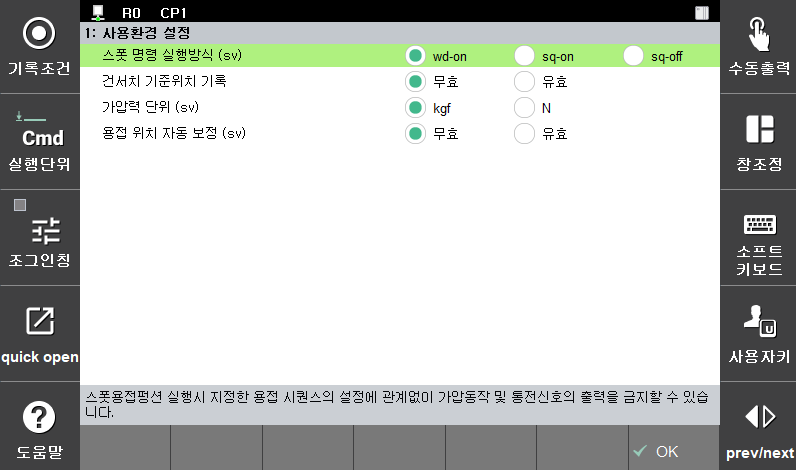 R0 CP1
1: 사용환경 설정
스폿 명령 실행방식 (sv) wd-on sq-on sq-off
건서치 기준위치 기록 무효 유효
가압력 단위 (sv) kgf N
용접 위치 자동 보정 (sv) 무효 유효
기록조건
Cmd
실행단위
조그인칭
quick open
도움말
수동출력
창조정
소프트
키보드
U
사용자키
prev/next
스폿용접펑션 실행시 지정한 용접 시퀀스의 설정에 관계없이 가압동작 및 통전신호의 출력을 금지할 수 있습
니다.
OK